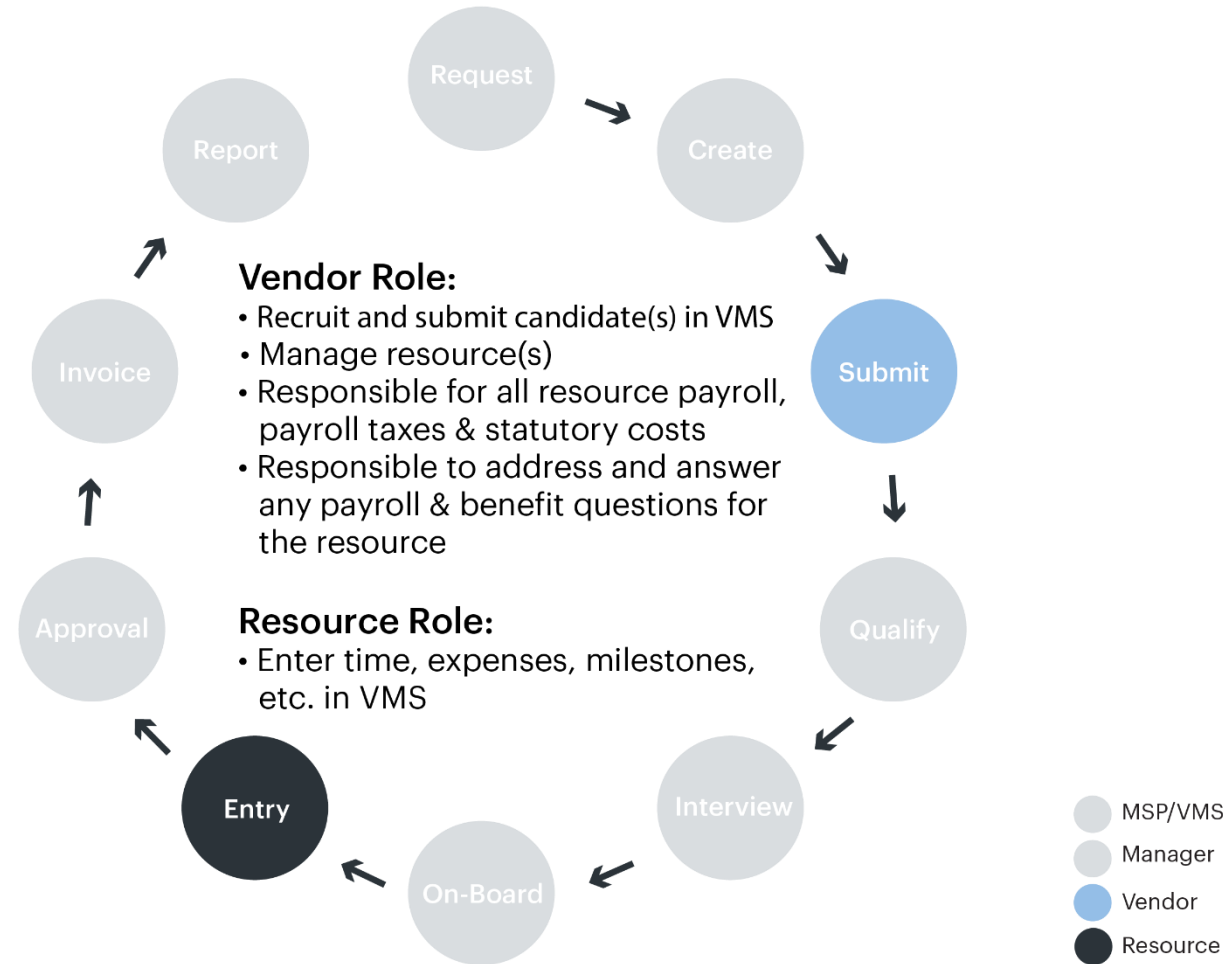 Request
Create
Submit
Qualify
Interview
On-Board
Entry
Approval
Invoice
Report
Vendor Role:
• Recruit and submit candidate(s) in VMS
• Manage resource(s)
• Responsible for all resource payroll,
payroll taxes & statutory costs
• Responsible to address and answer
any payroll & benefit questions for
the resource
Resource Role:
• Enter time, expenses, milestones,
etc. in VMS
MSP/VMS
Manager
Vendor
Resource